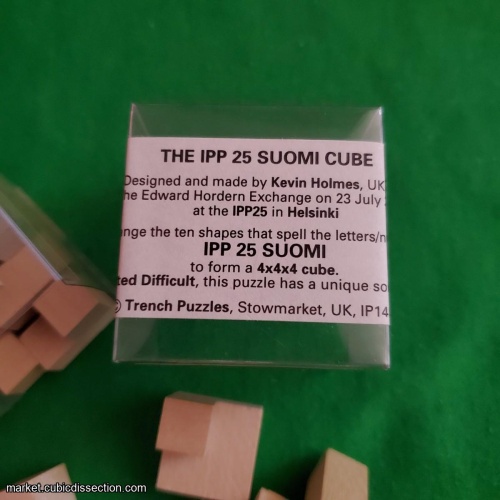 THE IPP 25 SUOMI CUBE
Designed and made by Kevin Holmes, UK
he Edward Hordern Exchange on 23 July
at the IPP25 in Helsinki
nge the ten shapes that spell the letters/n
IPP 25 SUOMI
to form a 4x4x4 cube.
ted Difficult, this puzzle has a unique so
© Trench Puzzles, Stowmarket, UK, IP14
market.cubicdissection.com